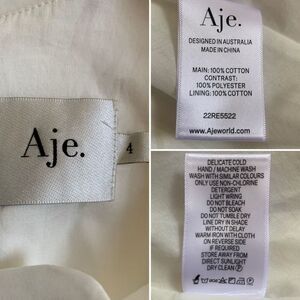 Aje.
4
Aje.
DESIGNED IN AUSTRALIA
MADE IN CHINA
MAIN: 100% COTTON
CONTRAST:
100% POLYESTER
LINING: 100% COTTON
22RE5522
www.Ajeworld.com
DELICATE COLD
HAND / MACHINE WASH
WASH WITH SIMILAR COLOURS
ONLY USE NON-CHLORINE
DETERGENT
LIGHT WRING
DO NOT BLEACH
DO NOT SOAK
DO NOT TUMBLE DRY
LINE DRY IN SHADE
WITHOUT DELAY
WARM IRON WITH CLOTH
ON REVERSE SIDE
IF REQUIRED
STORE AWAY FROM
DIRECT SUNLIGHT
DRY CLEAN Ⓟ